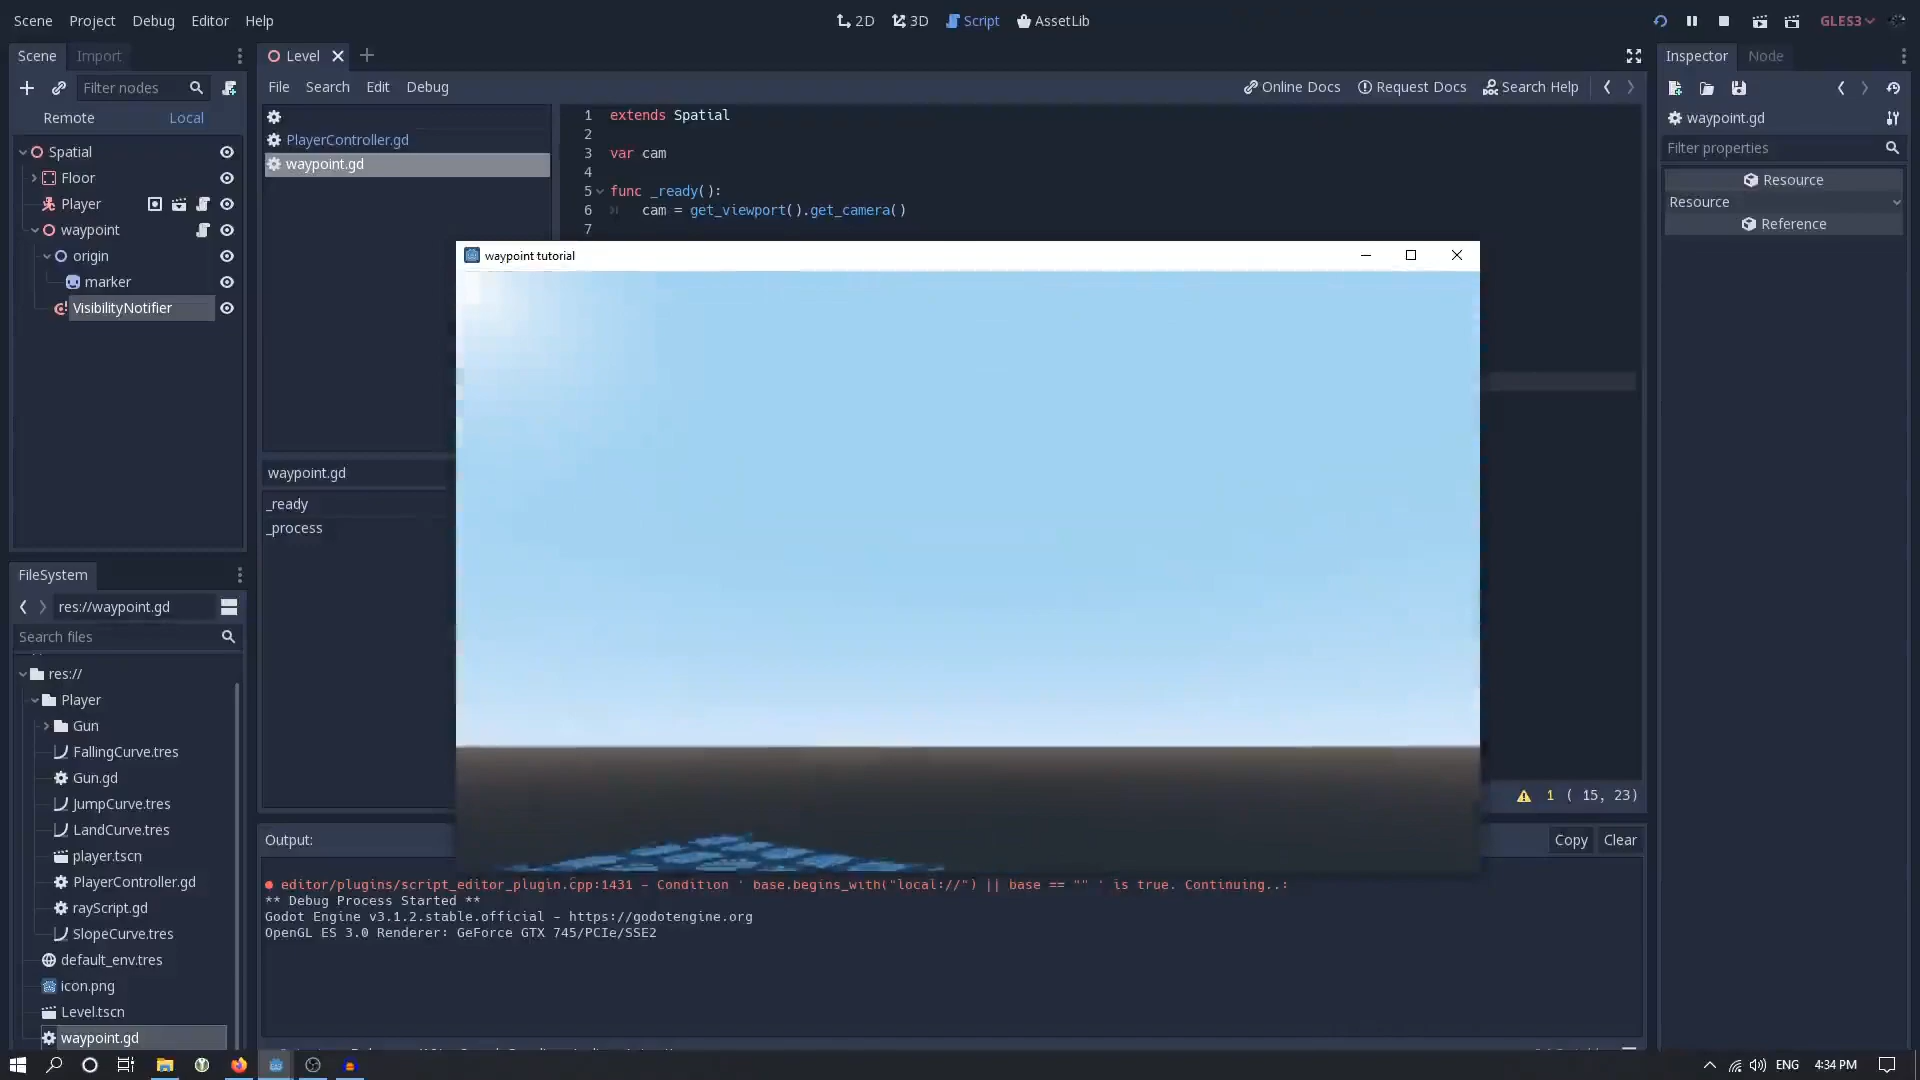 Scene Project Debug Editor Help
2D 3D Script AssetLib
GLES3
Scene Import
Level
Inspector Node
Filter nodes
File Search Edit Debug
Online Docs Request Docs Search Help
Remote Local
waypoint.gd
Filter properties
Resource
Resource
Reference
Spatial
Floor
Player
waypoint
origin
marker
VisibilityNotifier
PlayerController.gd
waypoint.gd
1 extends Spatial
2
3 var cam
4
5 func _ready():
6 cam = get_viewport().get_camera()
7
waypoint tutorial
waypoint.gd
_ready
_process
1 ( 15, 23)
FileSystem
res://waypoint.gd
Search files
res://
Player
Gun
FallingCurve.tres
Gun.gd
JumpCurve.tres
LandCurve.tres
player.tscn
PlayerController.gd
rayScript.gd
SlopeCurve.tres
default_env.tres
icon.png
Level.tscn
waypoint.gd
Output:
Copy Clear
editor/plugins/script_editor_plugin.cpp:1431 - Condition ' base.begins_with("local://") || base == "" ' is true. Continuing..:
** Debug Process Started **
Godot Engine v3.1.2.stable.official - https://godotengine.org
OpenGL ES 3.0 Renderer: GeForce GTX 745/PCIe/SSE2
ENG 4:34 PM